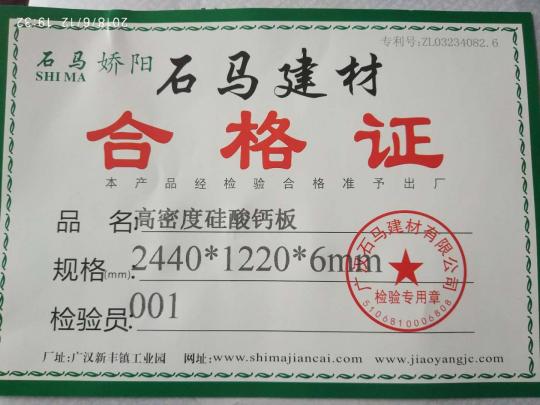 2018/6/12 19:32
专利号:ZL03234082.6
石马 娇阳
SHI MA
石马建材
合格证
本产品经检验合格准予出厂
品 名:高密度硅酸钙板
规格(mm):2440*1220*6mm
检验员:001
广汉石马建材有限公司
检验专用章
5106810006808
厂址:广汉新丰镇工业园 网址:www.shimajiancai.com www.jiaoyangjc.com